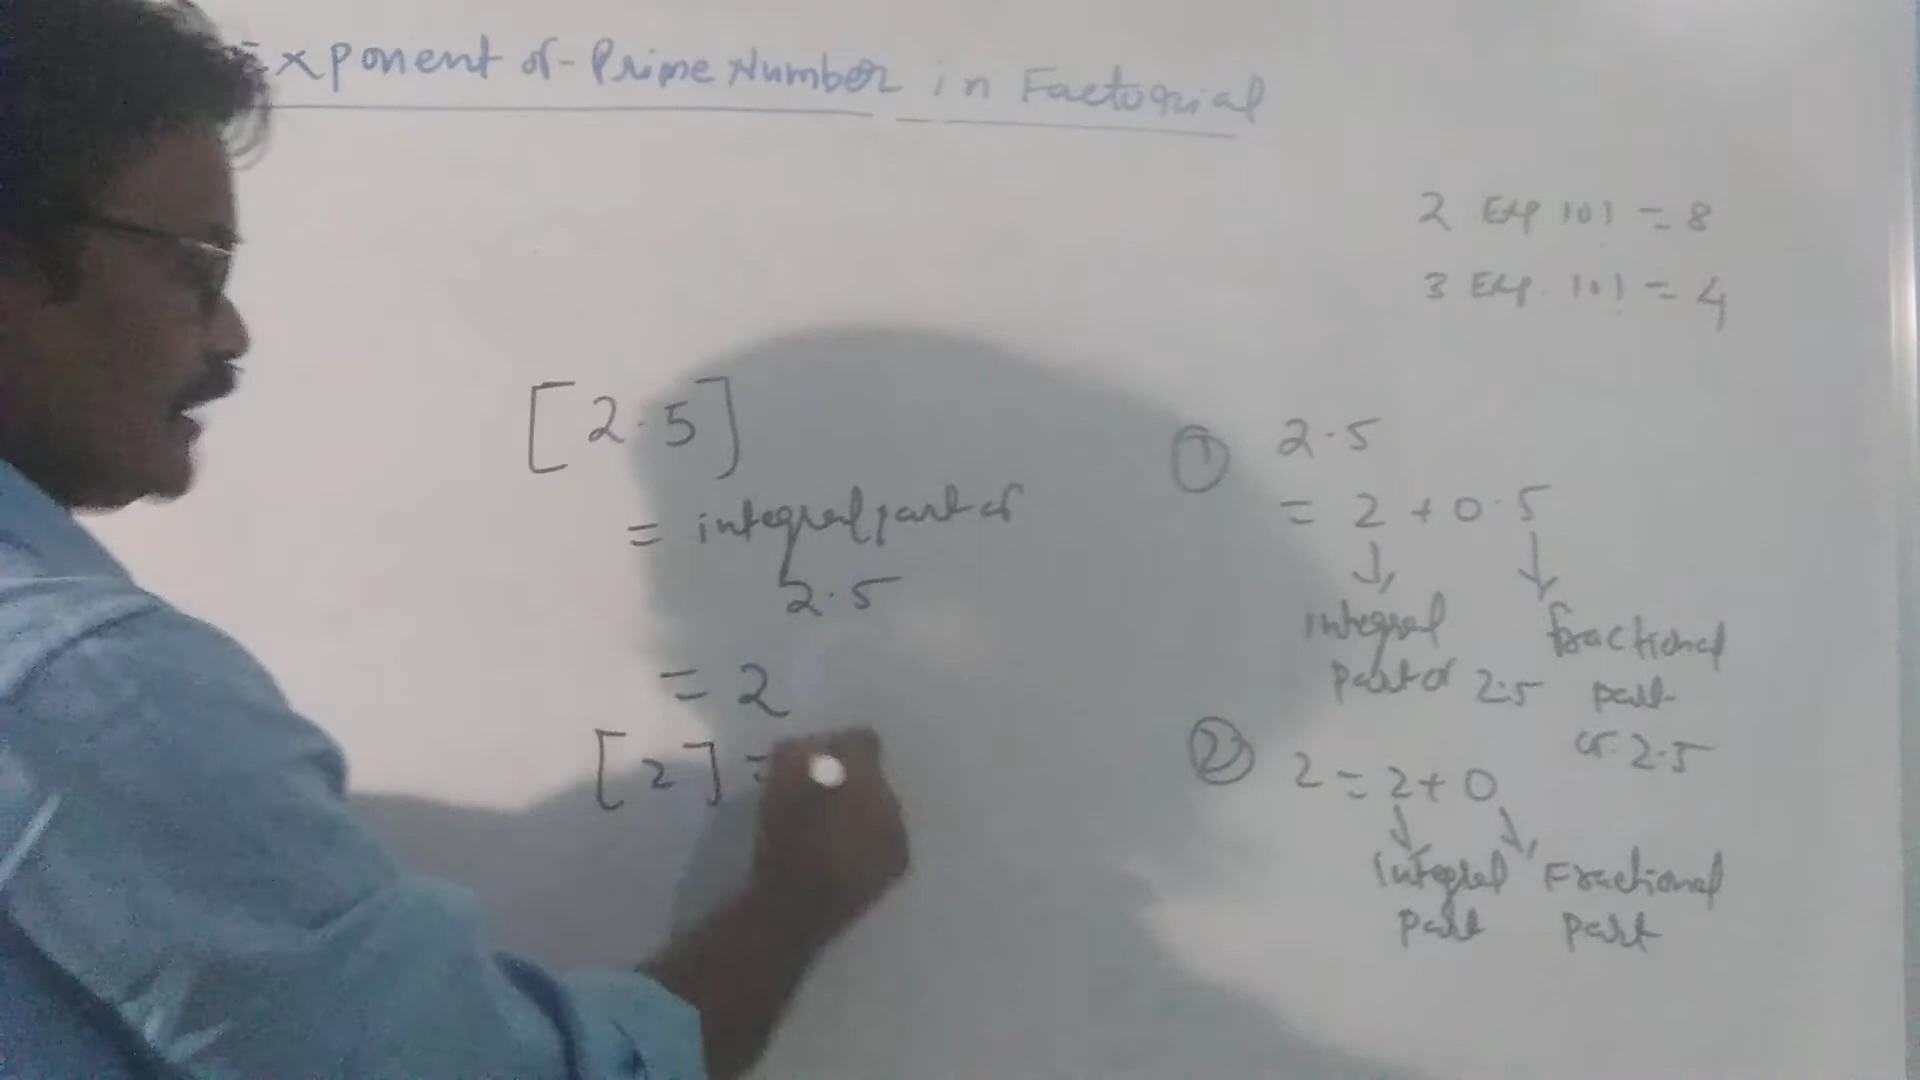 Exponent of Prime Number in Factorial
2 Exp 10! = 8
3 Exp. 10! = 4
[2.5]
= integral part of
2.5
= 2
[2] =
① 2.5
= 2 + 0.5
integral
part of 2.5
fractional
part
of 2.5
② 2 = 2 + 0
integral
part
Fractional
part